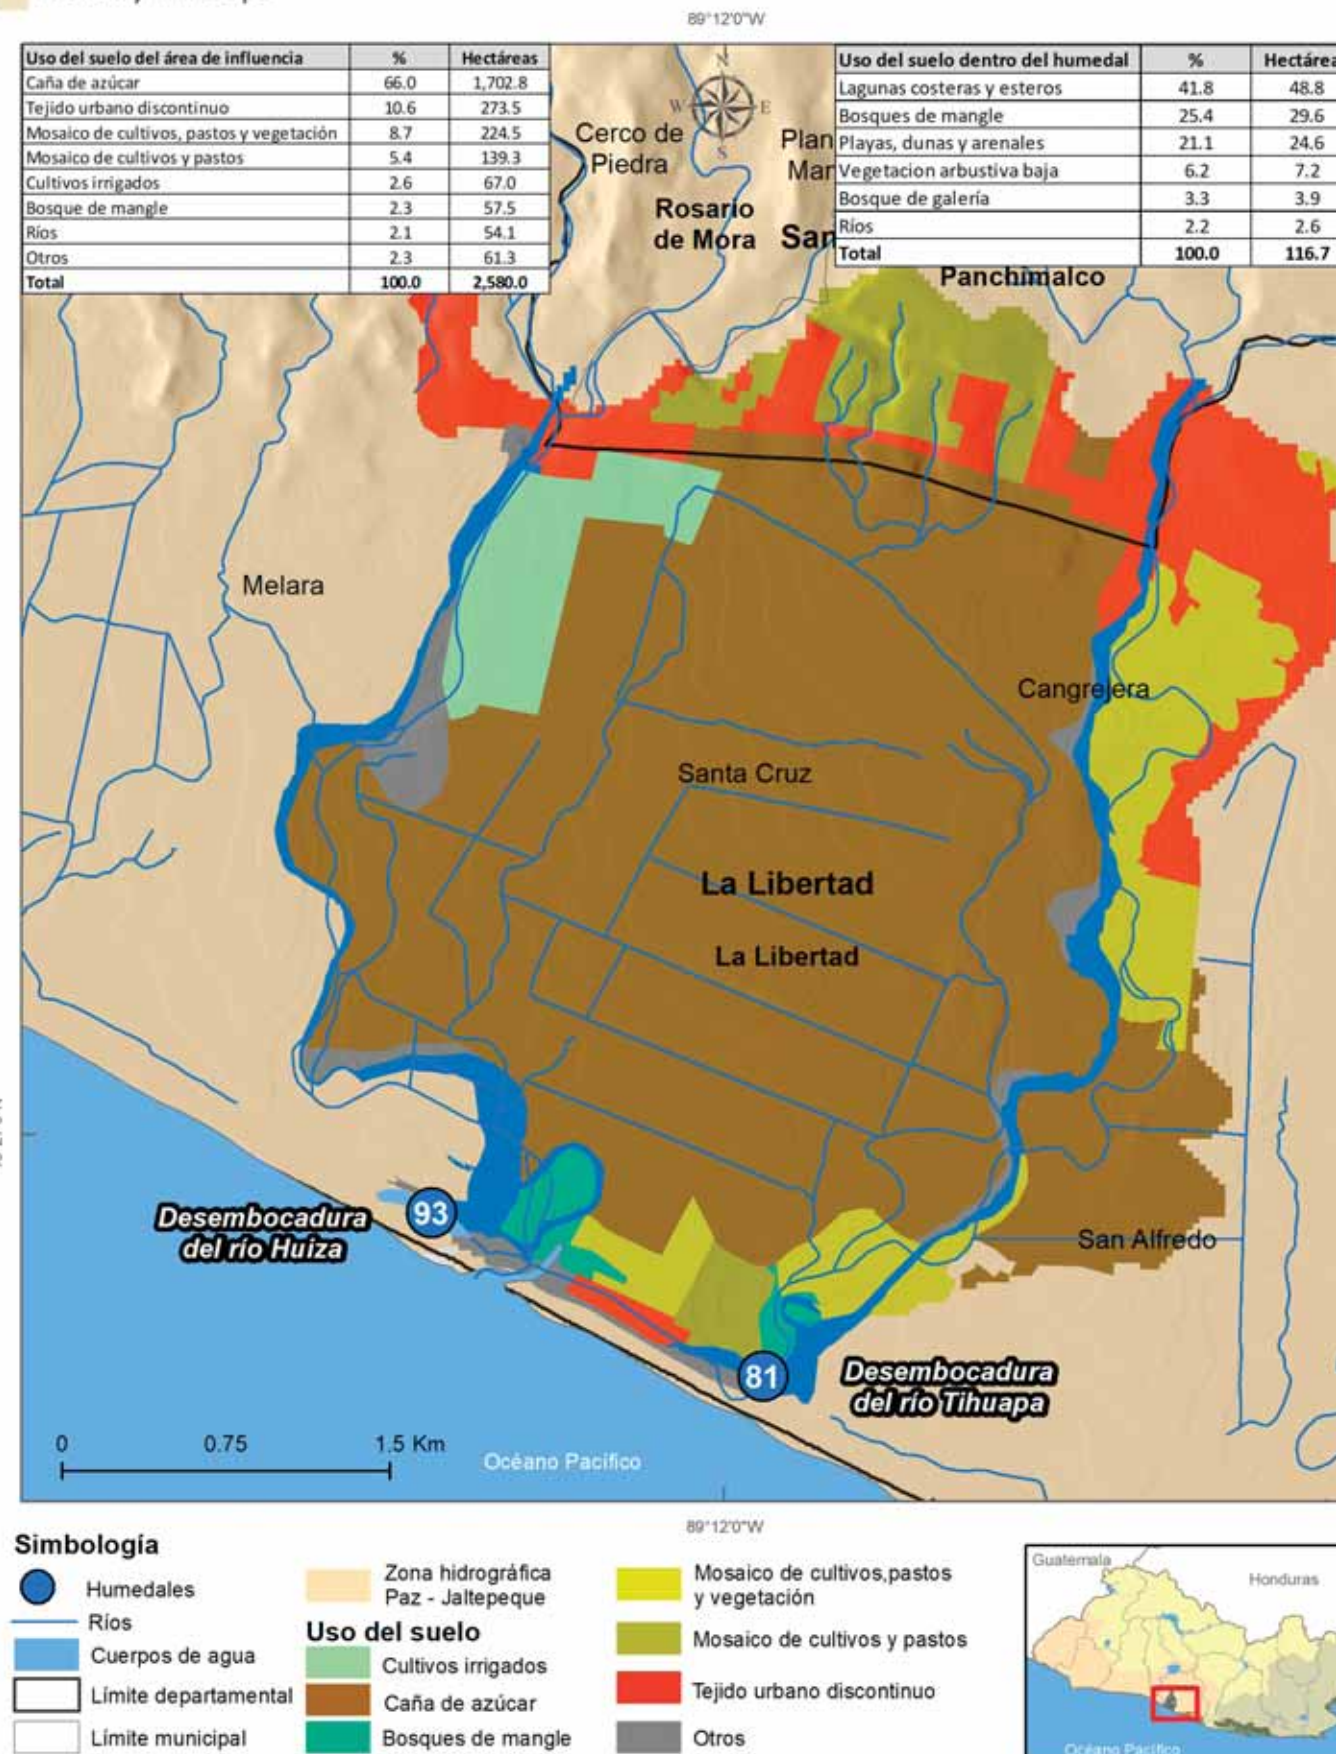 89°12'0"W
Uso del suelo del área de influencia % Hectáreas
Caña de azúcar 66.0 1,702.8
Tejido urbano discontinuo 10.6 273.5
Mosaico de cultivos, pastos y vegetación 8.7 224.5
Mosaico de cultivos y pastos 5.4 139.3
Cultivos irrigados 2.6 67.0
Bosque de mangle 2.3 57.5
Ríos 2.1 54.1
Otros 2.3 61.3
Total 100.0 2,580.0
Uso del suelo dentro del humedal % Hectárea
Lagunas costeras y esteros 41.8 48.8
Bosques de mangle 25.4 29.6
Playas, dunas y arenales 21.1 24.6
Vegetacion arbustiva baja 6.2 7.2
Bosque de galería 3.3 3.9
Ríos 2.2 2.6
Total 100.0 116.7
N
W E
S
Cerco de
Piedra
Plan
Mar
Rosario
de Mora
San
Panchimalco
Melara
Cangrejera
Santa Cruz
La Libertad
La Libertad
93
Desembocadura
del río Huiza
San Alfredo
81
Desembocadura
del río Tihuapa
0 0.75 1.5 Km
Océano Pacífico
89°12'0"W
Simbología
Humedales
Ríos
Cuerpos de agua
Límite departamental
Límite municipal
Zona hidrográfica
Paz - Jaltepeque
Uso del suelo
Cultivos irrigados
Caña de azúcar
Bosques de mangle
Mosaico de cultivos,pastos
y vegetación
Mosaico de cultivos y pastos
Tejido urbano discontinuo
Otros
Guatemala
Honduras
Océano Pacífico